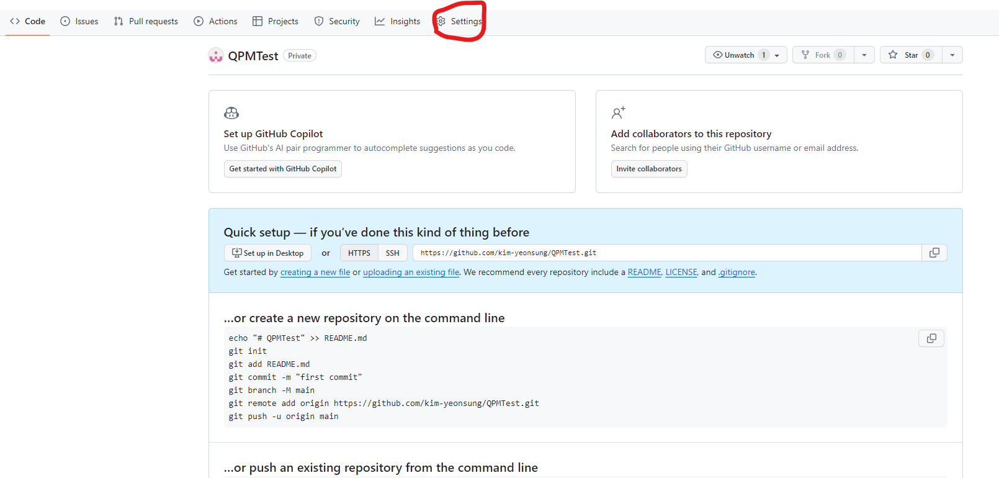 Code Issues Pull requests Actions Projects Security Insights Settings
QPMTest Private Unwatch 1 Fork 0 Star 0
Set up GitHub Copilot
Use GitHub's AI pair programmer to autocomplete suggestions as you code.
Get started with GitHub Copilot
Add collaborators to this repository
Search for people using their GitHub username or email address.
Invite collaborators
Quick setup — if you’ve done this kind of thing before
Set up in Desktop or HTTPS SSH https://github.com/kim-yeonsung/QPMTest.git
Get started by creating a new file or uploading an existing file. We recommend every repository include a README, LICENSE, and .gitignore.
…or create a new repository on the command line
echo "# QPMTest" >> README.md
git init
git add README.md
git commit -m "first commit"
git branch -M main
git remote add origin https://github.com/kim-yeonsung/QPMTest.git
git push -u origin main
…or push an existing repository from the command line